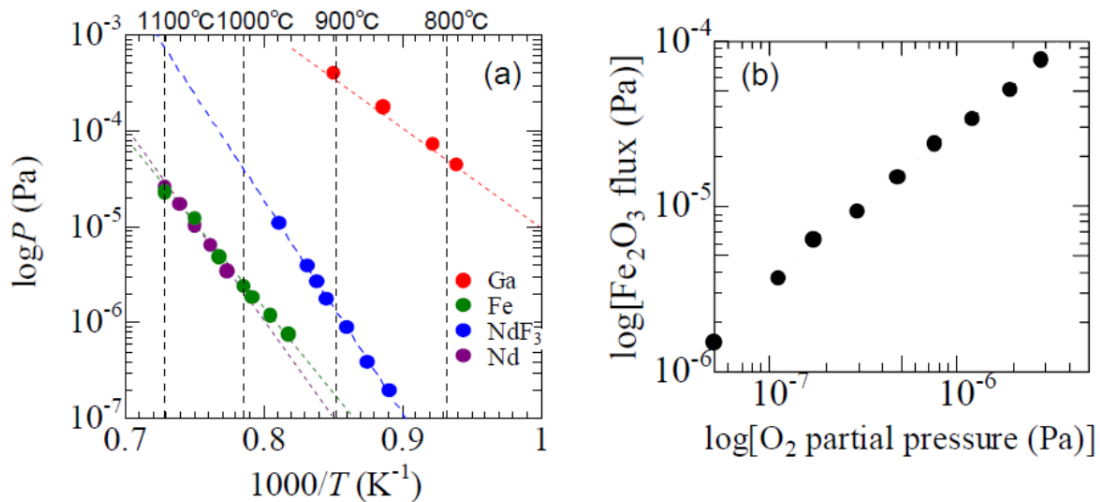 1100℃ 1000℃ 900℃ 800℃
10-3
10-4
10-5
10-6
10-7
logP (Pa)
(a)
Ga
Fe
NdF3
Nd
0.7 0.8 0.9 1
1000/T (K-1)
(b)
10-4
10-5
10-6
log[Fe2O3 flux (Pa)]
10-7 10-6
log[O2 partial pressure (Pa)]